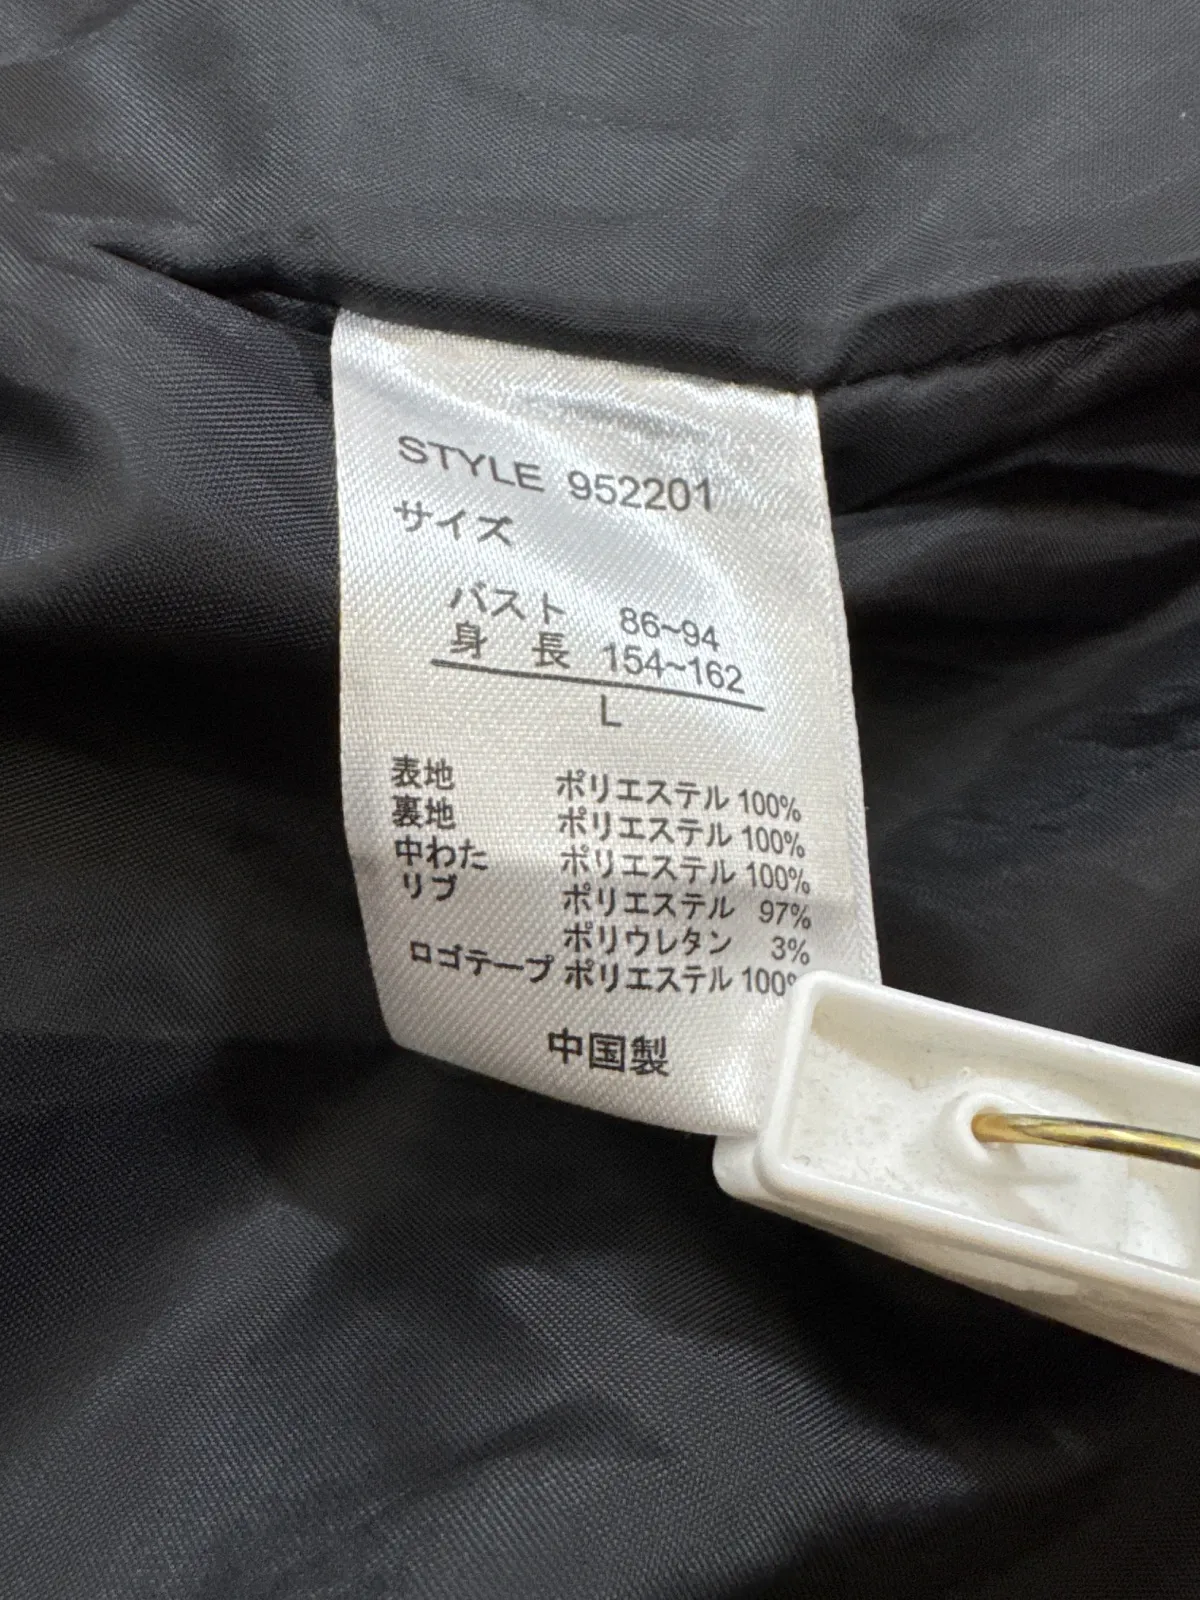 STYLE 952201
サイズ
バスト 86~94
身 長 154~162
L
表地 ポリエステル 100%
裏地 ポリエステル 100%
中わた ポリエステル 100%
リブ ポリエステル 97%
ポリウレタン 3%
ロゴテープ ポリエステル 100%
中国製